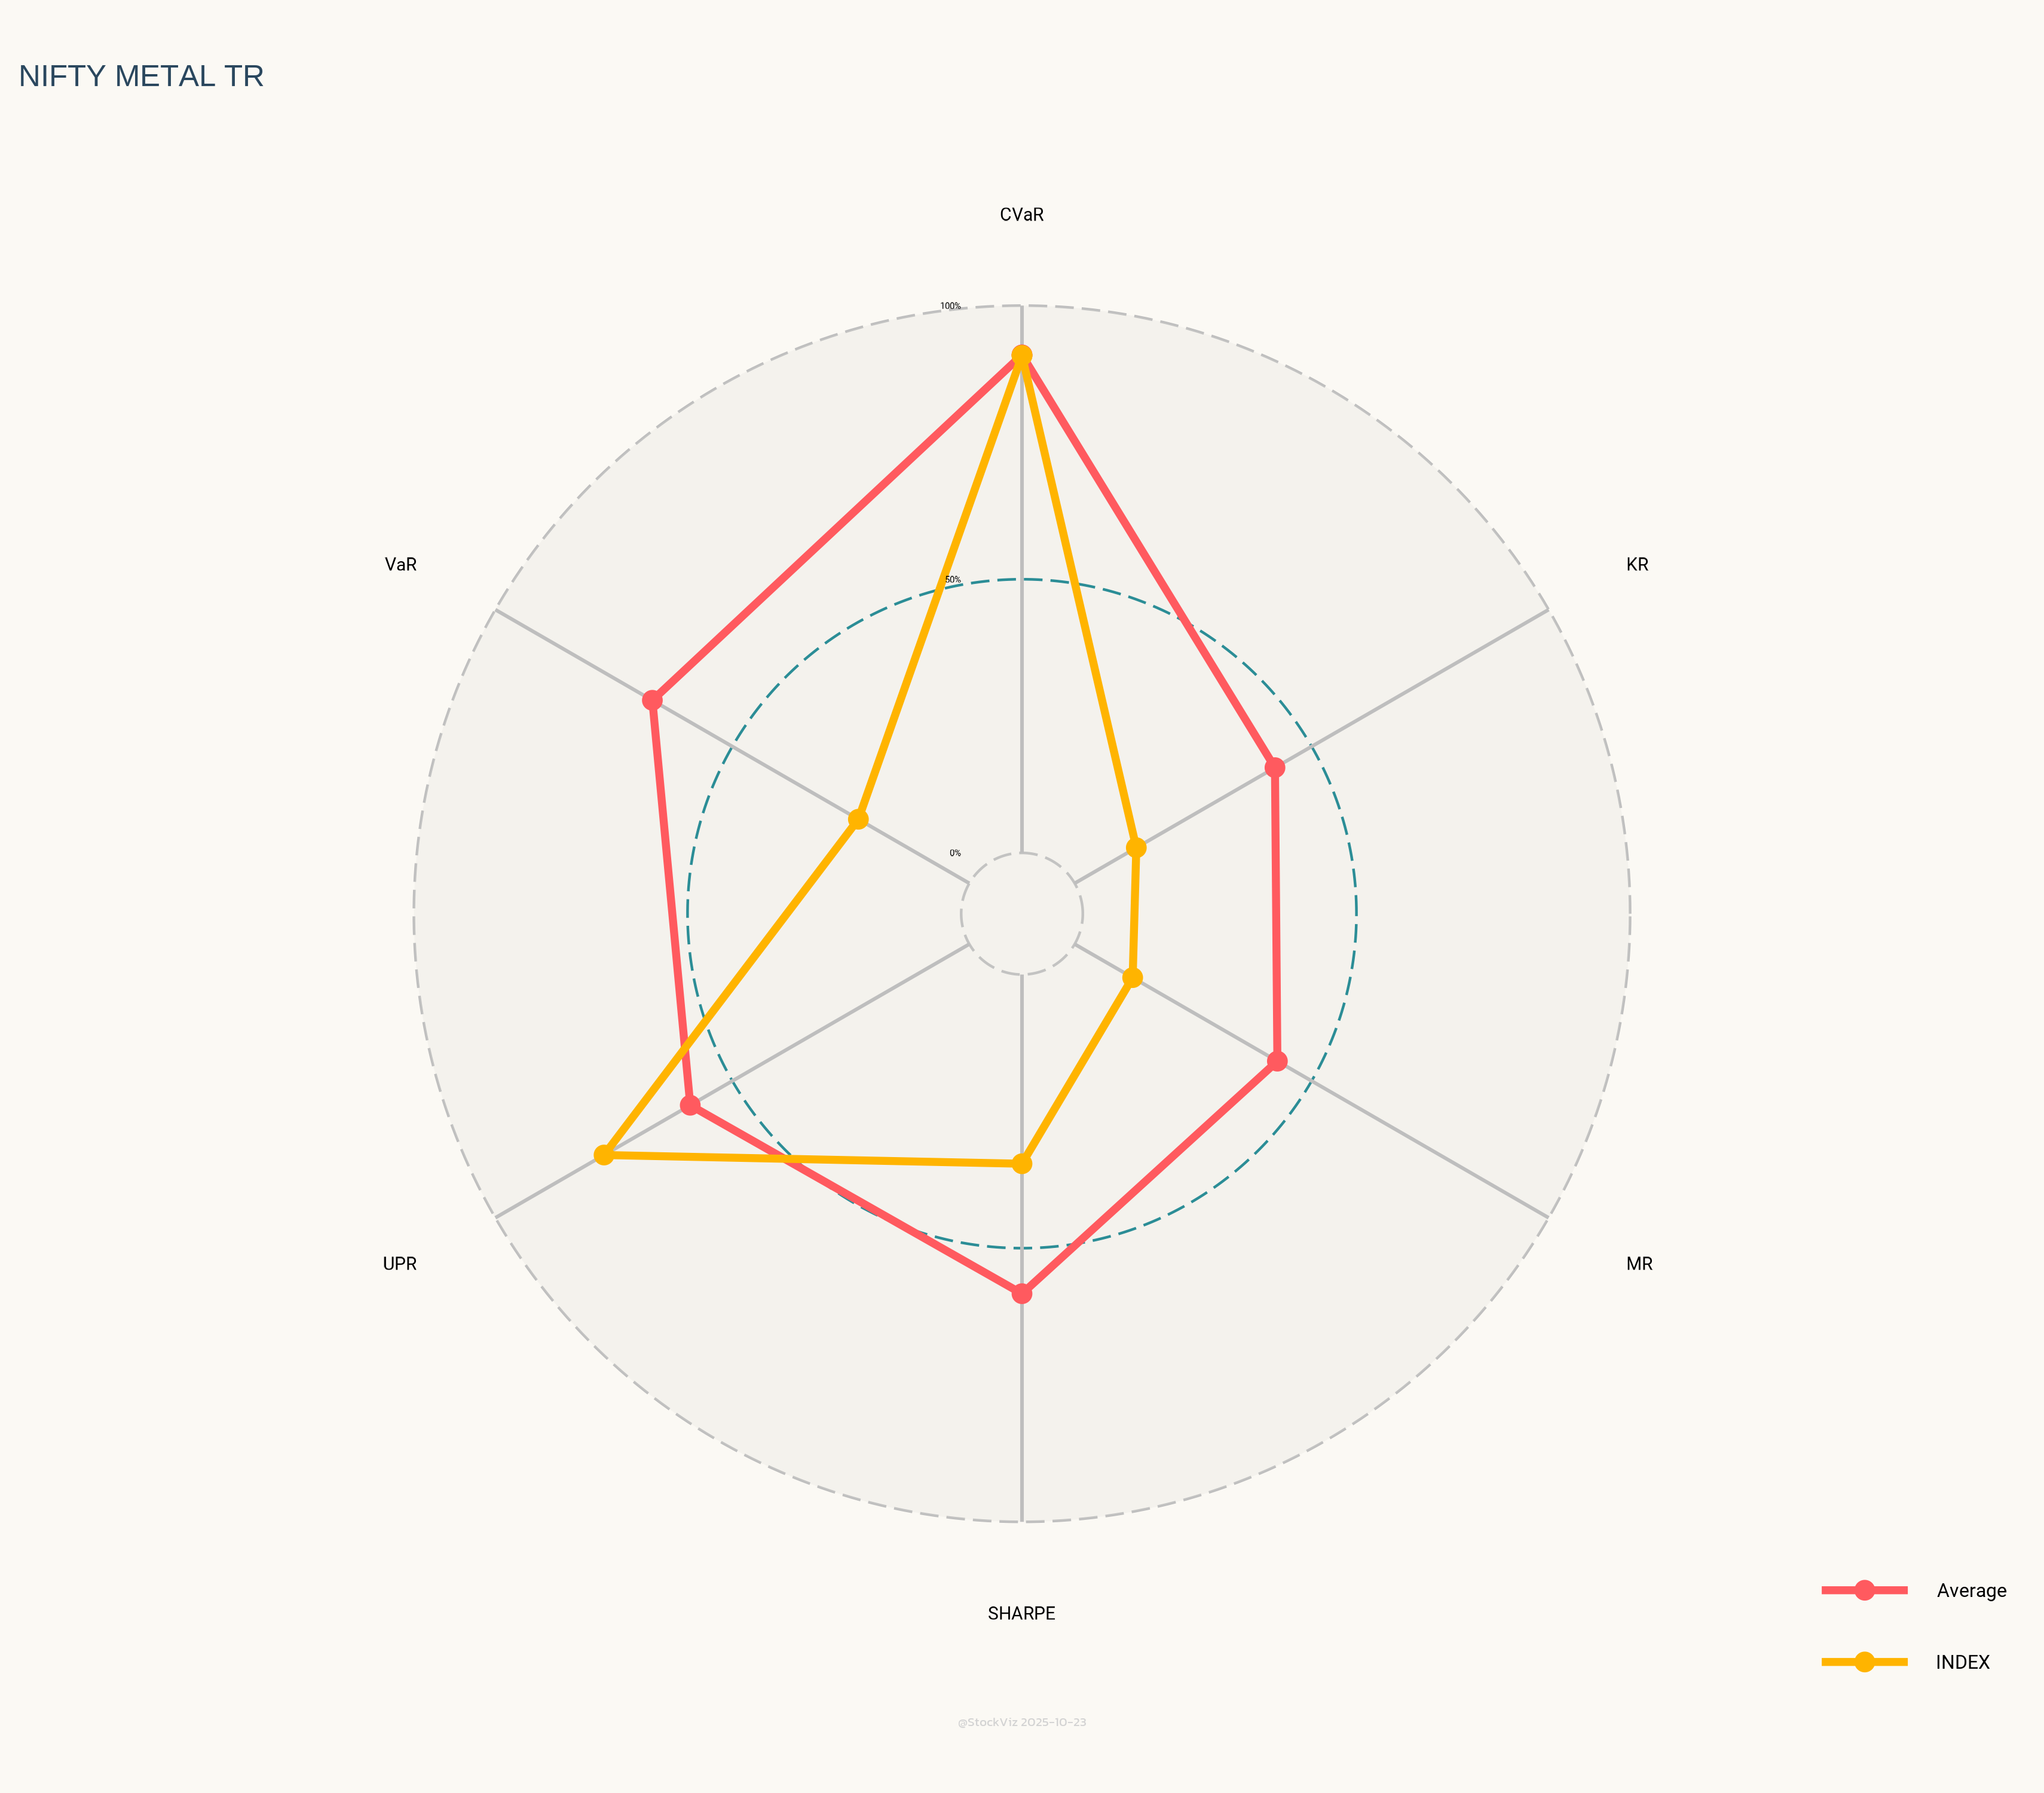 NIFTY METAL TR
CVaR
100%
VaR
KR
50%
0%
UPR
MR
SHARPE
Average
INDEX
@StockViz 2025-10-23